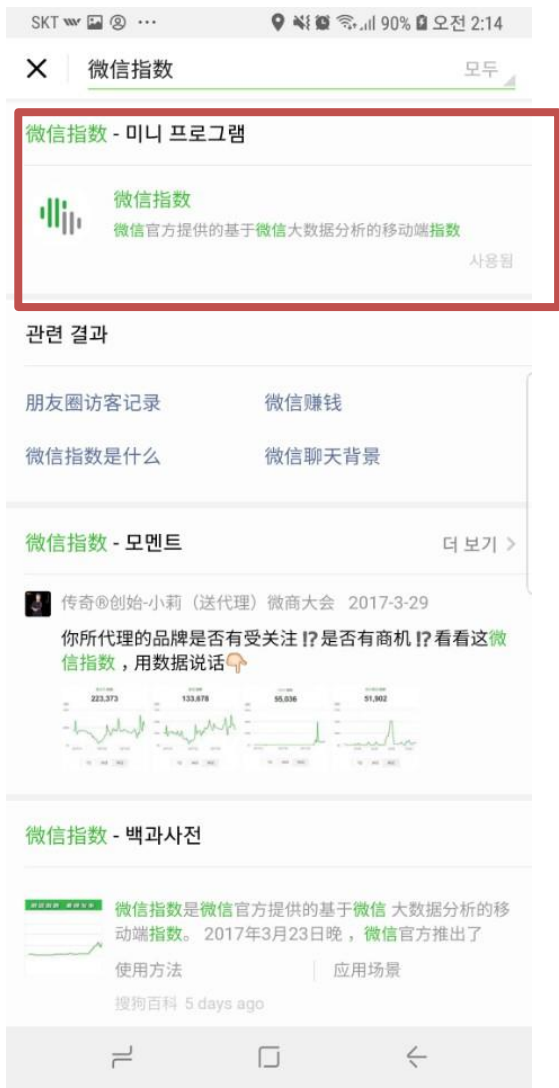 SKT 90% 오전 2:14
微信指数 모두
微信指数 - 미니 프로그램
微信指数
微信官方提供的基于微信大数据分析的移动端指数
사용됨
관련 결과
朋友圈访客记录 微信赚钱
微信指数是什么 微信聊天背景
微信指数 - 모멘트 더 보기
传奇®创始-小莉（送代理）微商大会 2017-3-29
你所代理的品牌是否有受关注⁉是否有商机⁉看看这微
信指数，用数据说话👇🏻
223,373 133,678 55,036 51,902
微信指数 - 백과사전
微信指数是微信官方提供的基于微信 大数据分析的移
动端指数。 2017年3月23日晚，微信官方推出了
使用方法 应用场景
搜狗百科 5 days ago